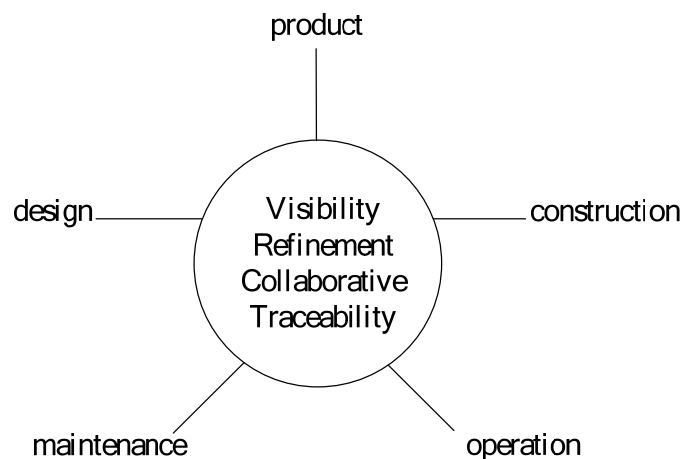 product
design
Visibility
Refinement
Collaborative
Traceability
construction
maintenance
operation